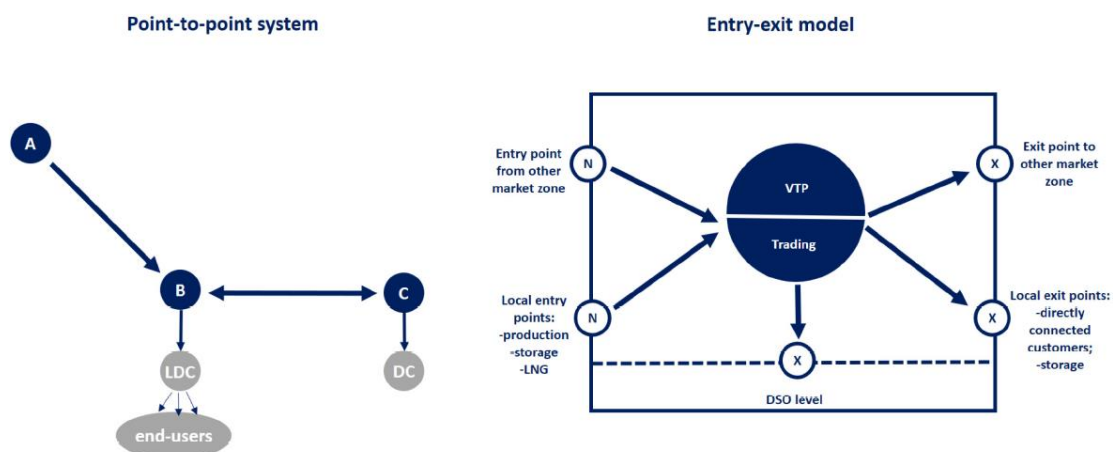 Point-to-point system
A
B
C
LDC
DC
end-users
Entry-exit model
Entry point
from other
market zone
N
VTP
Trading
X
Exit point to
other market
zone
Local entry
points:
-production
-storage
-LNG
N
X
Local exit points:
-directly
connected
customers;
-storage
X
DSO level